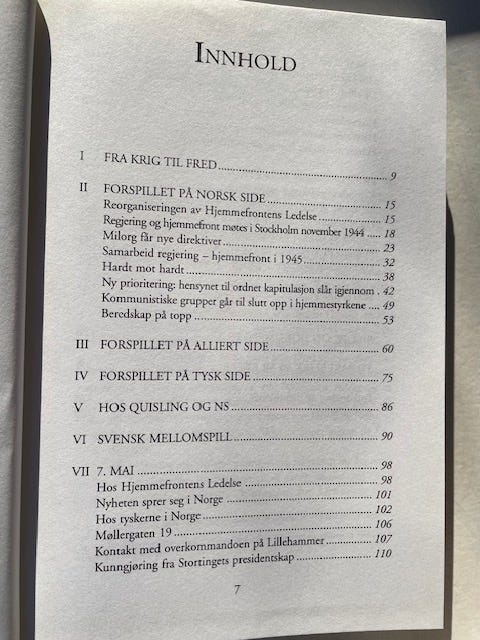 INNHOLD
I FRA KRIG TIL FRED 9
II FORSPILLET PÅ NORSK SIDE 15
Reorganiseringen av Hjemmefrontens Ledelse 15
Regjering og hjemmefront møtes i Stockholm november 1944 18
Milorg får nye direktiver 23
Samarbeid regjering – hjemmefront i 1945 32
Hardt mot hardt 38
Ny prioritering: hensynet til ordnet kapitulasjon slår igjennom 42
Kommunistiske grupper går til slutt opp i hjemmestyrkene 49
Beredskap på topp 53
III FORSPILLET PÅ ALLIERT SIDE 60
IV FORSPILLET PÅ TYSK SIDE 75
V HOS QUISLING OG NS 86
VI SVENSK MELLOMSPILL 90
VII 7. MAI 98
Hos Hjemmefrontens Ledelse 98
Nyheten sprer seg i Norge 101
Hos tyskerne i Norge 102
Møllergaten 19 106
Kontakt med overkommandoen på Lillehammer 107
Kunngjøring fra Stortingets presidentskap 110
7